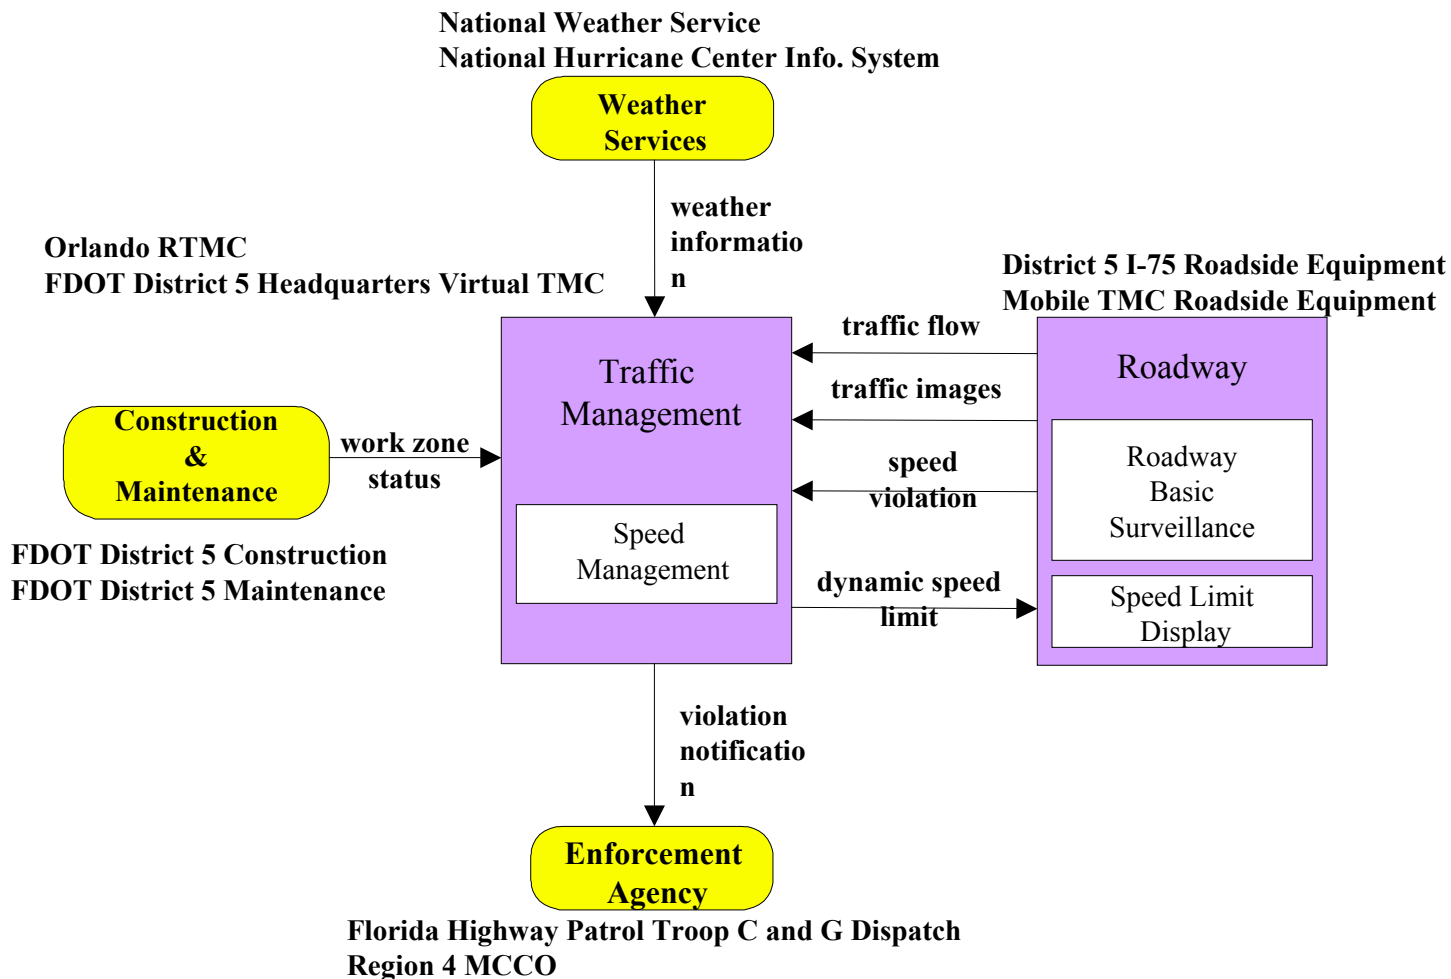 National Weather Service
National Hurricane Center Info. System
Weather
Services
weather
informatio
n
Orlando RTMC
FDOT District 5 Headquarters Virtual TMC
District 5 I-75 Roadside Equipment
Mobile TMC Roadside Equipment
Traffic
Management
Speed
Management
traffic flow
traffic images
speed
violation
dynamic speed
limit
Roadway
Roadway
Basic
Surveillance
Speed Limit
Display
Construction
&
Maintenance
work zone
status
FDOT District 5 Construction
FDOT District 5 Maintenance
violation
notificatio
n
Enforcement
Agency
Florida Highway Patrol Troop C and G Dispatch
Region 4 MCCO